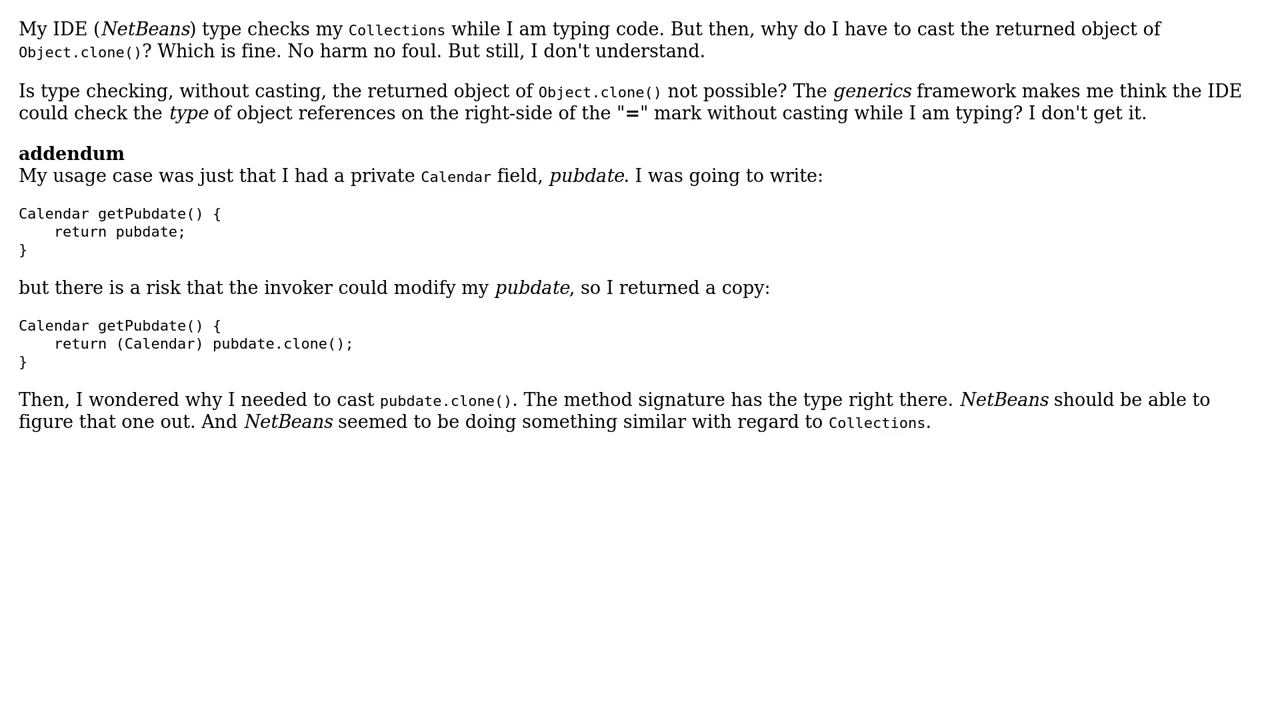 My IDE (NetBeans) type checks my Collections while I am typing code. But then, why do I have to cast the returned object of
Object.clone()? Which is fine. No harm no foul. But still, I don't understand.
Is type checking, without casting, the returned object of Object.clone() not possible? The generics framework makes me think the IDE
could check the type of object references on the right-side of the "=" mark without casting while I am typing? I don't get it.
addendum
My usage case was just that I had a private Calendar field, pubdate. I was going to write:
Calendar getPubdate() {
    return pubdate;
}
but there is a risk that the invoker could modify my pubdate, so I returned a copy:
Calendar getPubdate() {
    return (Calendar) pubdate.clone();
}
Then, I wondered why I needed to cast pubdate.clone(). The method signature has the type right there. NetBeans should be able to
figure that one out. And NetBeans seemed to be doing something similar with regard to Collections.